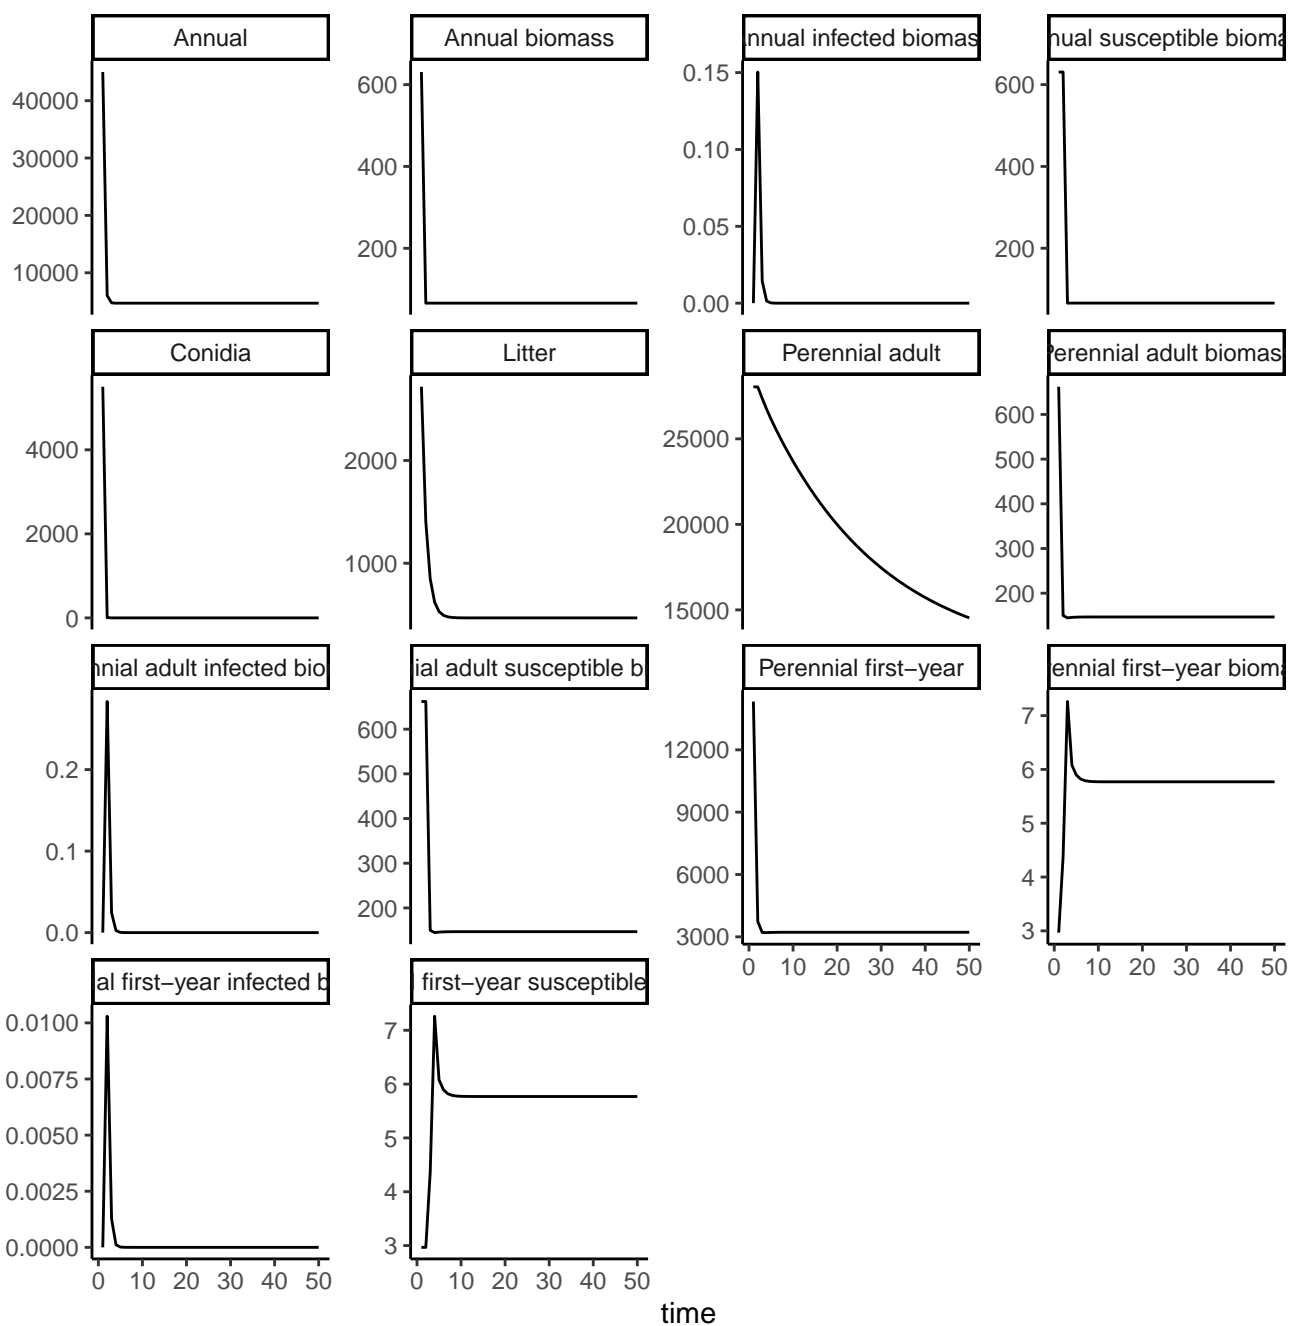 Annual
Annual biomass
nnual infected biomas
nual susceptible bioma
40000
30000
20000
10000
600
400
200
0.15
0.10
0.05
0.00
600
400
200
Conidia
Litter
Perennial adult
Perennial adult biomas
4000
2000
0
2000
1000
25000
20000
15000
600
500
400
300
200
nnial adult infected bio
ial adult susceptible b
Perennial first−year
ennial first−year bioma
0.2
0.1
0.0
600
500
400
300
200
12000
9000
6000
3000
7
6
5
4
3
0 10 20 30 40 50
0 10 20 30 40 50
al first−year infected b
first−year susceptible
0.0100
0.0075
0.0050
0.0025
0.0000
7
6
5
4
3
0 10 20 30 40 50
0 10 20 30 40 50
time